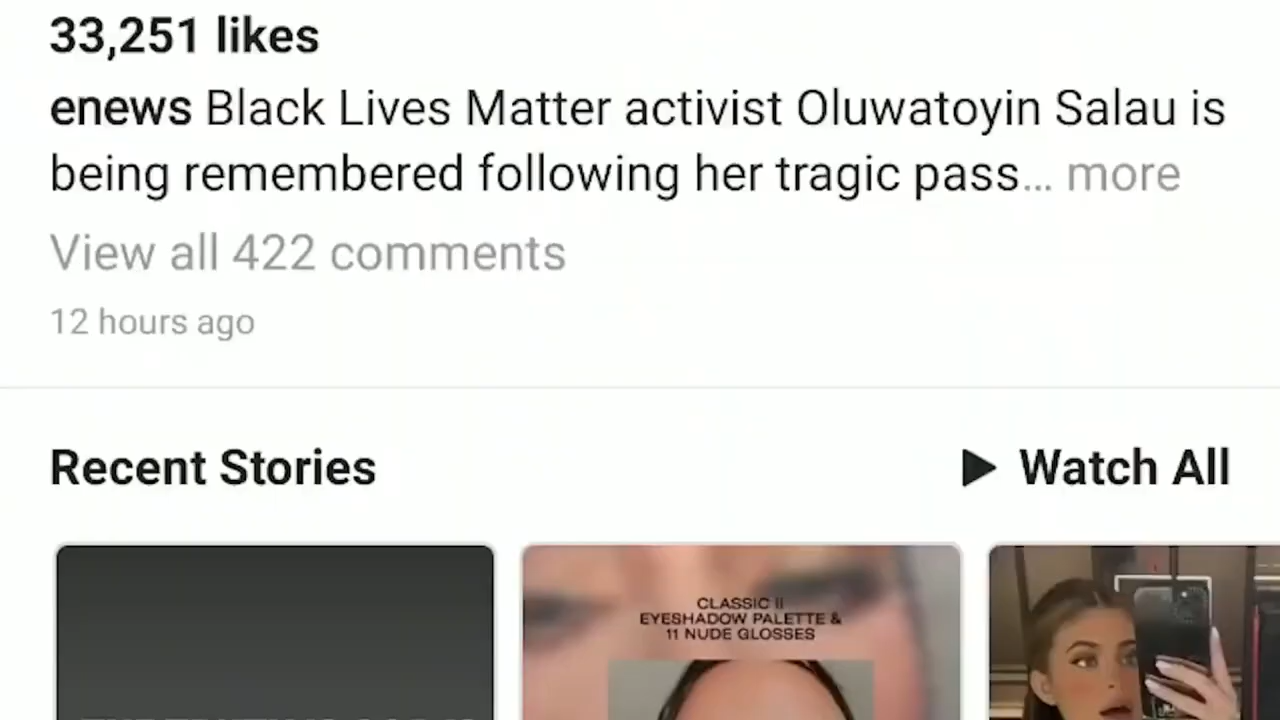 33,251 likes
enews Black Lives Matter activist Oluwatoyin Salau is
being remembered following her tragic pass... more
View all 422 comments
12 hours ago
Recent Stories
Watch All
CLASSIC II
EYESHADOW PALETTE &
11 NUDE GLOSSES